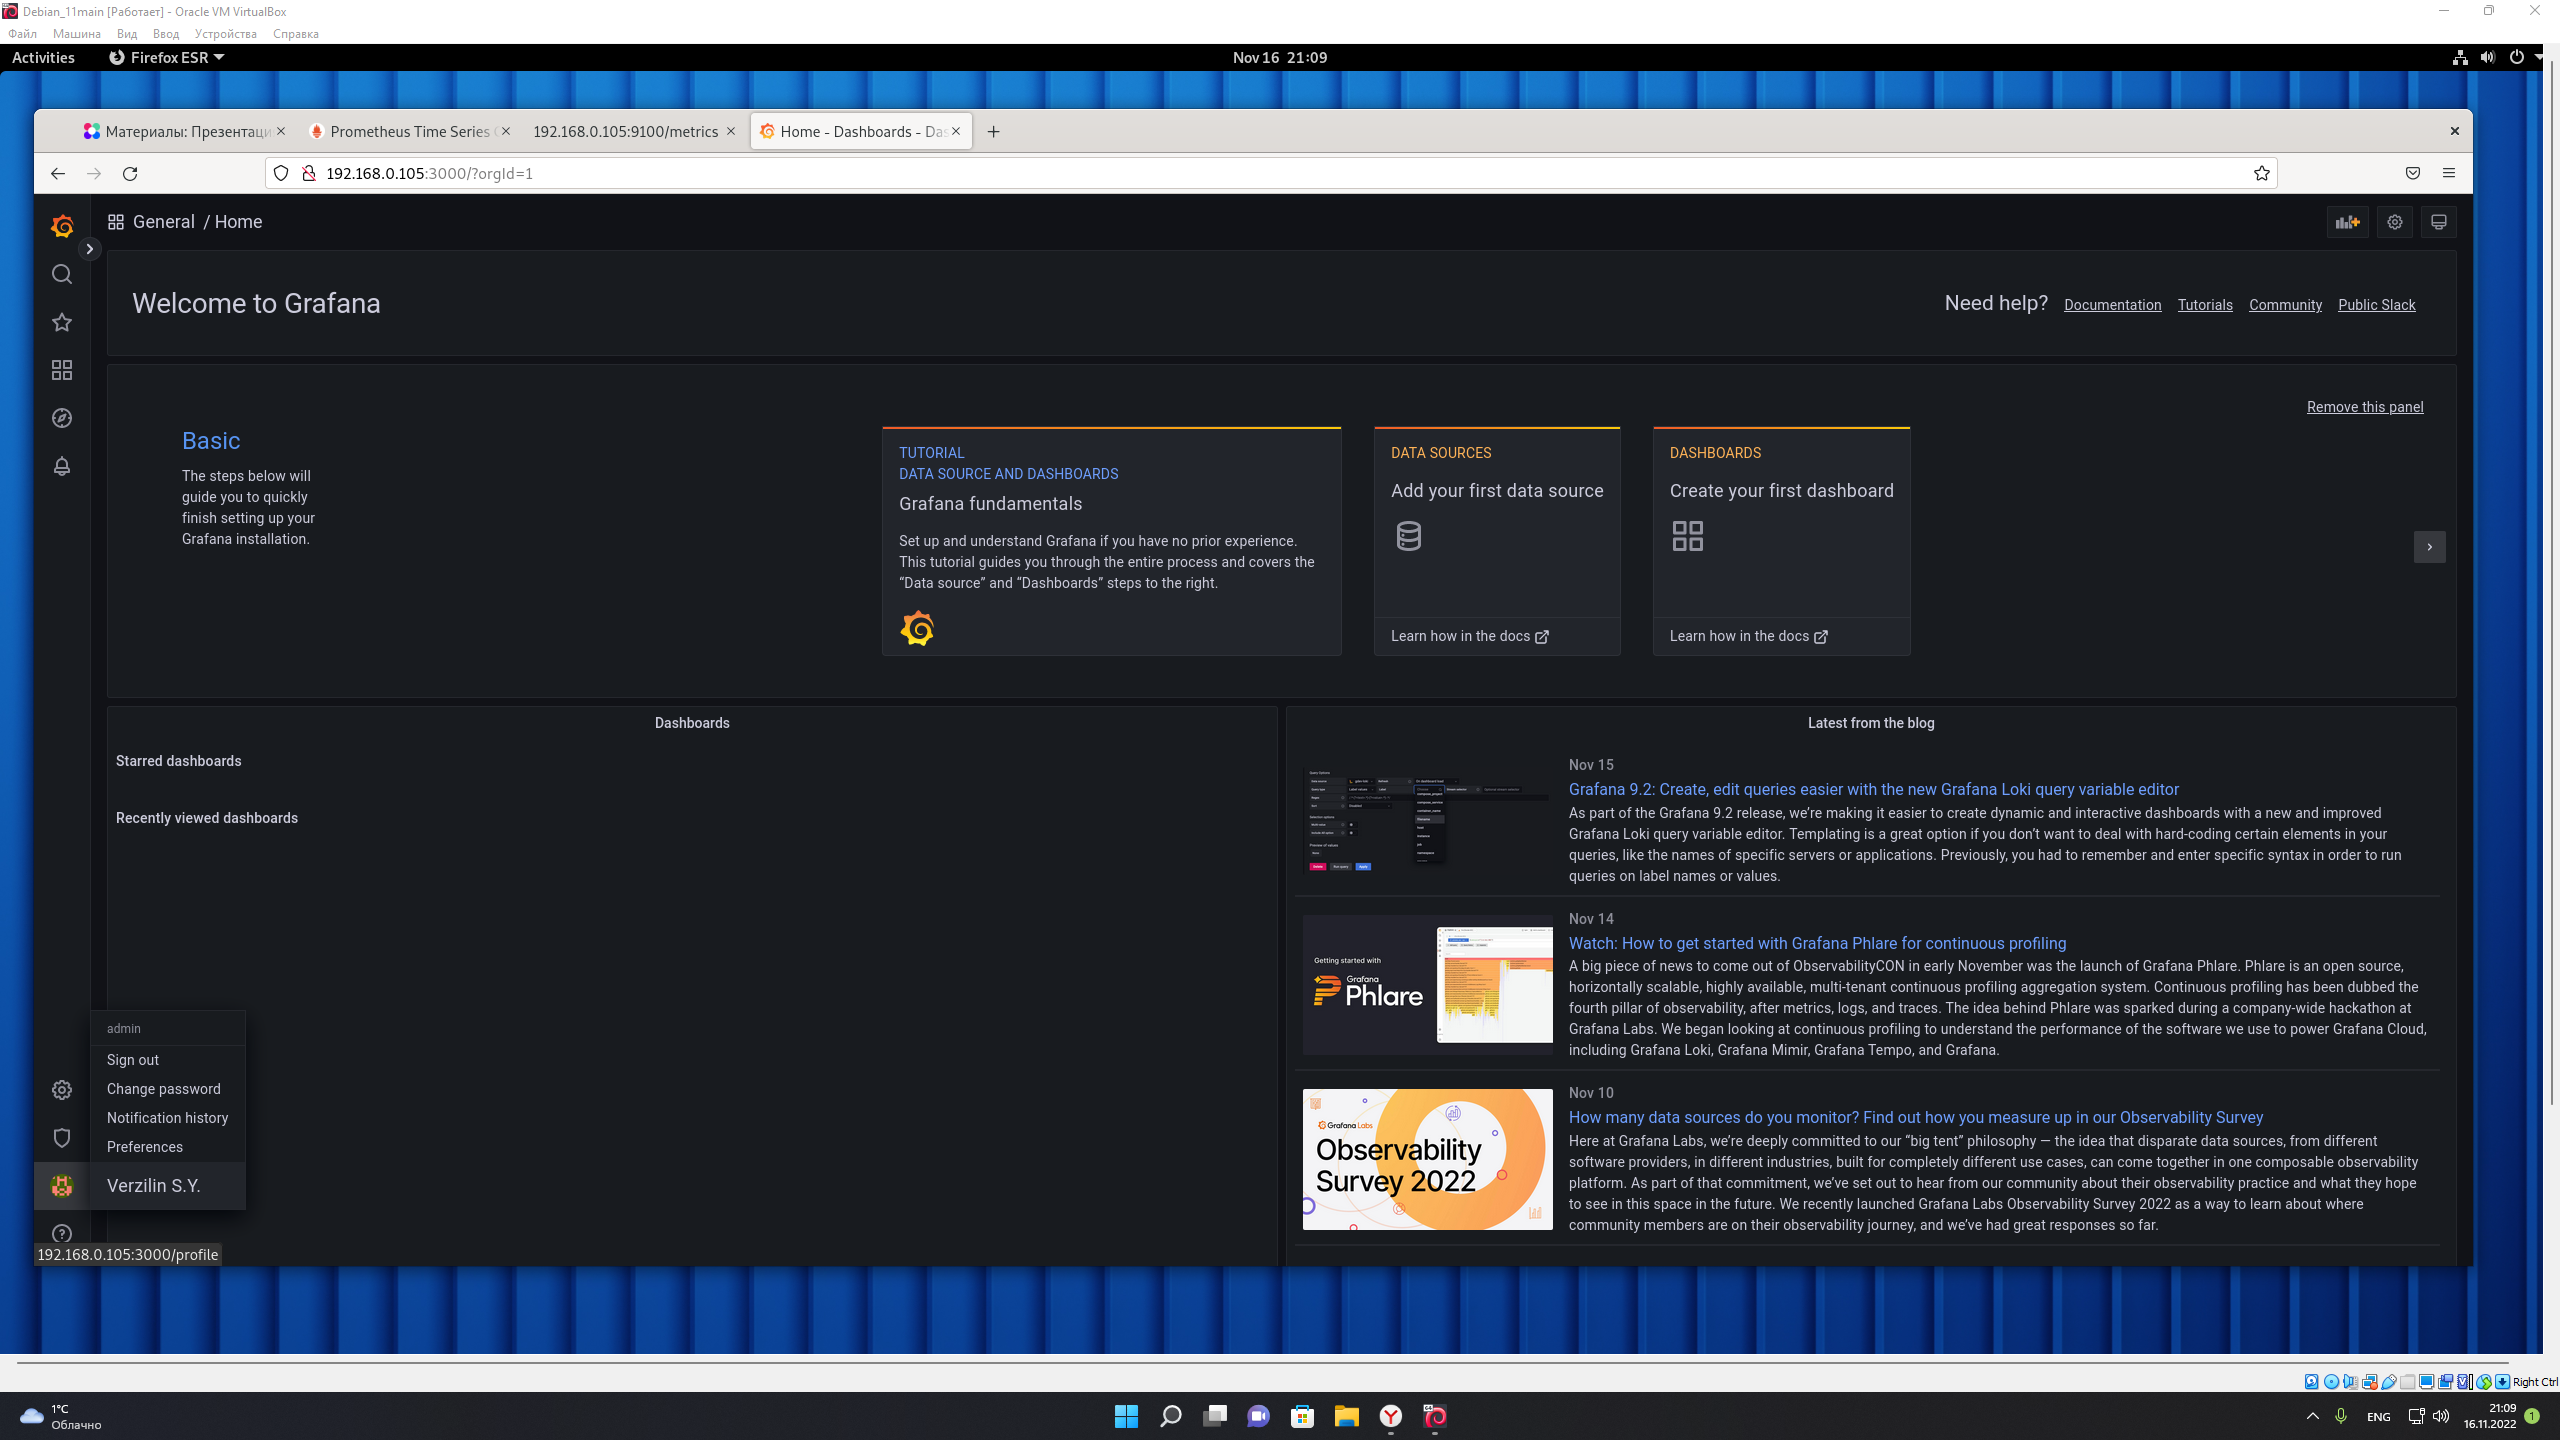 Debian_11main [Работает] - Oracle VM VirtualBox
Файл Машина Вид Ввод Устройства Справка
Activities Firefox ESR Nov 16 21:09
Материалы: Презентаци Prometheus Time Series 192.168.0.105:9100/metrics Home - Dashboards - Das
192.168.0.105:3000/?orgId=1
General / Home
Welcome to Grafana
Need help? Documentation Tutorials Community Public Slack
Remove this panel
Basic
The steps below will
guide you to quickly
finish setting up your
Grafana installation.
TUTORIAL
DATA SOURCE AND DASHBOARDS
Grafana fundamentals
Set up and understand Grafana if you have no prior experience.
This tutorial guides you through the entire process and covers the
“Data source” and “Dashboards” steps to the right.
DATA SOURCES
Add your first data source
Learn how in the docs
DASHBOARDS
Create your first dashboard
Learn how in the docs
Dashboards
Starred dashboards
Recently viewed dashboards
Latest from the blog
Nov 15
Grafana 9.2: Create, edit queries easier with the new Grafana Loki query variable editor
As part of the Grafana 9.2 release, we’re making it easier to create dynamic and interactive dashboards with a new and improved
Grafana Loki query variable editor. Templating is a great option if you don’t want to deal with hard-coding certain elements in your
queries, like the names of specific servers or applications. Previously, you had to remember and enter specific syntax in order to run
queries on label names or values.
Getting started with
Grafana
Phlare
Nov 14
Watch: How to get started with Grafana Phlare for continuous profiling
A big piece of news to come out of ObservabilityCON in early November was the launch of Grafana Phlare. Phlare is an open source,
horizontally scalable, highly available, multi-tenant continuous profiling aggregation system. Continuous profiling has been dubbed the
fourth pillar of observability, after metrics, logs, and traces. The idea behind Phlare was sparked during a company-wide hackathon at
Grafana Labs. We began looking at continuous profiling to understand the performance of the software we use to power Grafana Cloud,
including Grafana Loki, Grafana Mimir, Grafana Tempo, and Grafana.
Grafana Labs
Observability
Survey 2022
Nov 10
How many data sources do you monitor? Find out how you measure up in our Observability Survey
Here at Grafana Labs, we’re deeply committed to our “big tent” philosophy — the idea that disparate data sources, from different
software providers, in different industries, built for completely different use cases, can come together in one composable observability
platform. As part of that commitment, we’ve set out to hear from our community about their observability practice and what they hope
to see in this space in the future. We recently launched Grafana Labs Observability Survey 2022 as a way to learn about where
community members are on their observability journey, and we’ve had great responses so far.
admin
Sign out
Change password
Notification history
Preferences
Verzilin S.Y.
192.168.0.105:3000/profile
Right Ctrl
1°C
Облачно
ENG
21:09
16.11.2022
1